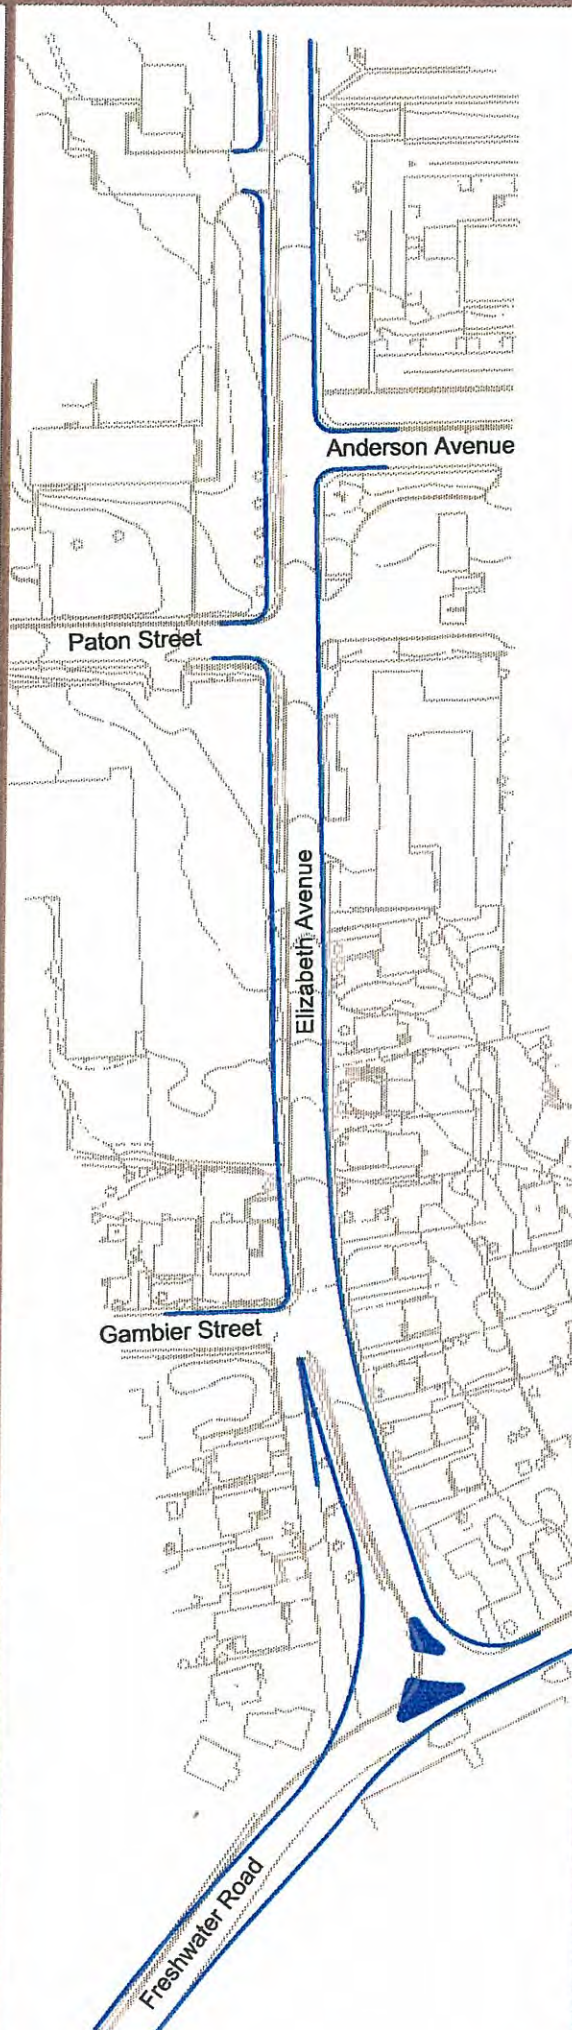 Anderson Avenue
Paton Street
Elizabeth Avenue
Gambier Street
Freshwater Road